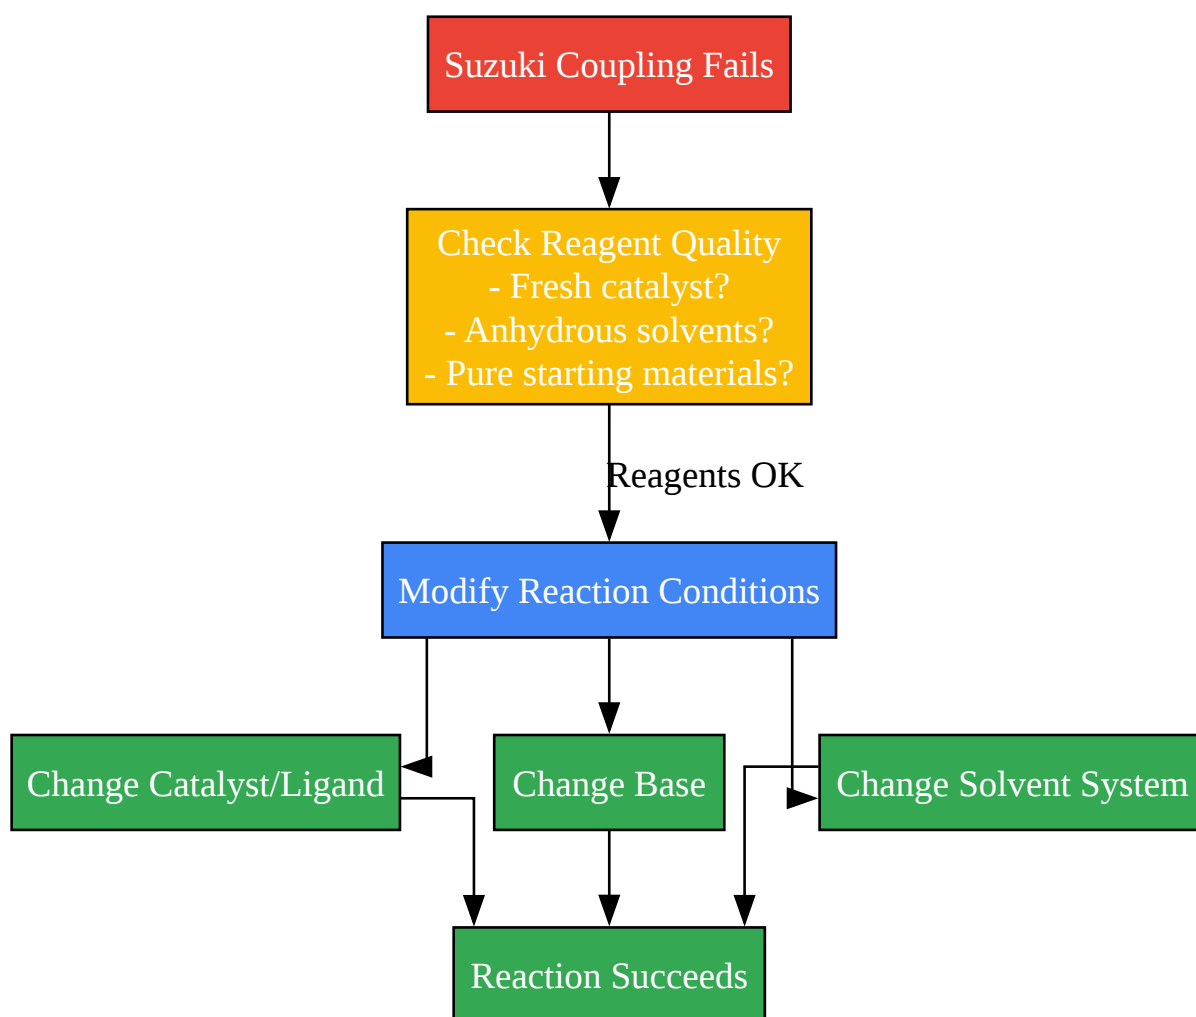 Suzuki Coupling Fails
Check Reagent Quality
- Fresh catalyst?
- Anhydrous solvents?
- Pure starting materials?
Reagents OK
Modify Reaction Conditions
Change Catalyst/Ligand
Change Base
Change Solvent System
Reaction Succeeds